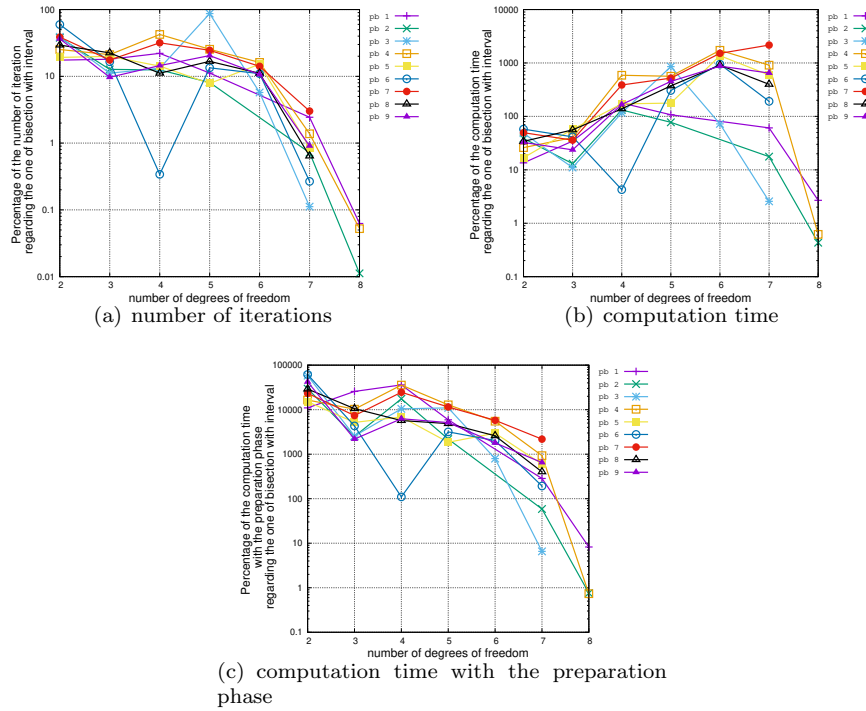 Percentage of the number of iteration
regarding the one of bisection with interval
100
10
1
0.1
0.01
2 3 4 5 6 7 8
number of degrees of freedom
pb 1
pb 2
pb 3
pb 4
pb 5
pb 6
pb 7
pb 8
pb 9
(a) number of iterations
Percentage of the computation time
regarding the one of bisection with interval
10000
1000
100
10
1
0.1
2 3 4 5 6 7 8
number of degrees of freedom
pb 1
pb 2
pb 3
pb 4
pb 5
pb 6
pb 7
pb 8
pb 9
(b) computation time
Percentage of the computation time
with the preparation phase
regarding the one of bisection with interval
100000
10000
1000
100
10
1
0.1
2 3 4 5 6 7 8
number of degrees of freedom
pb 1
pb 2
pb 3
pb 4
pb 5
pb 6
pb 7
pb 8
pb 9
(c) computation time with the preparation
phase